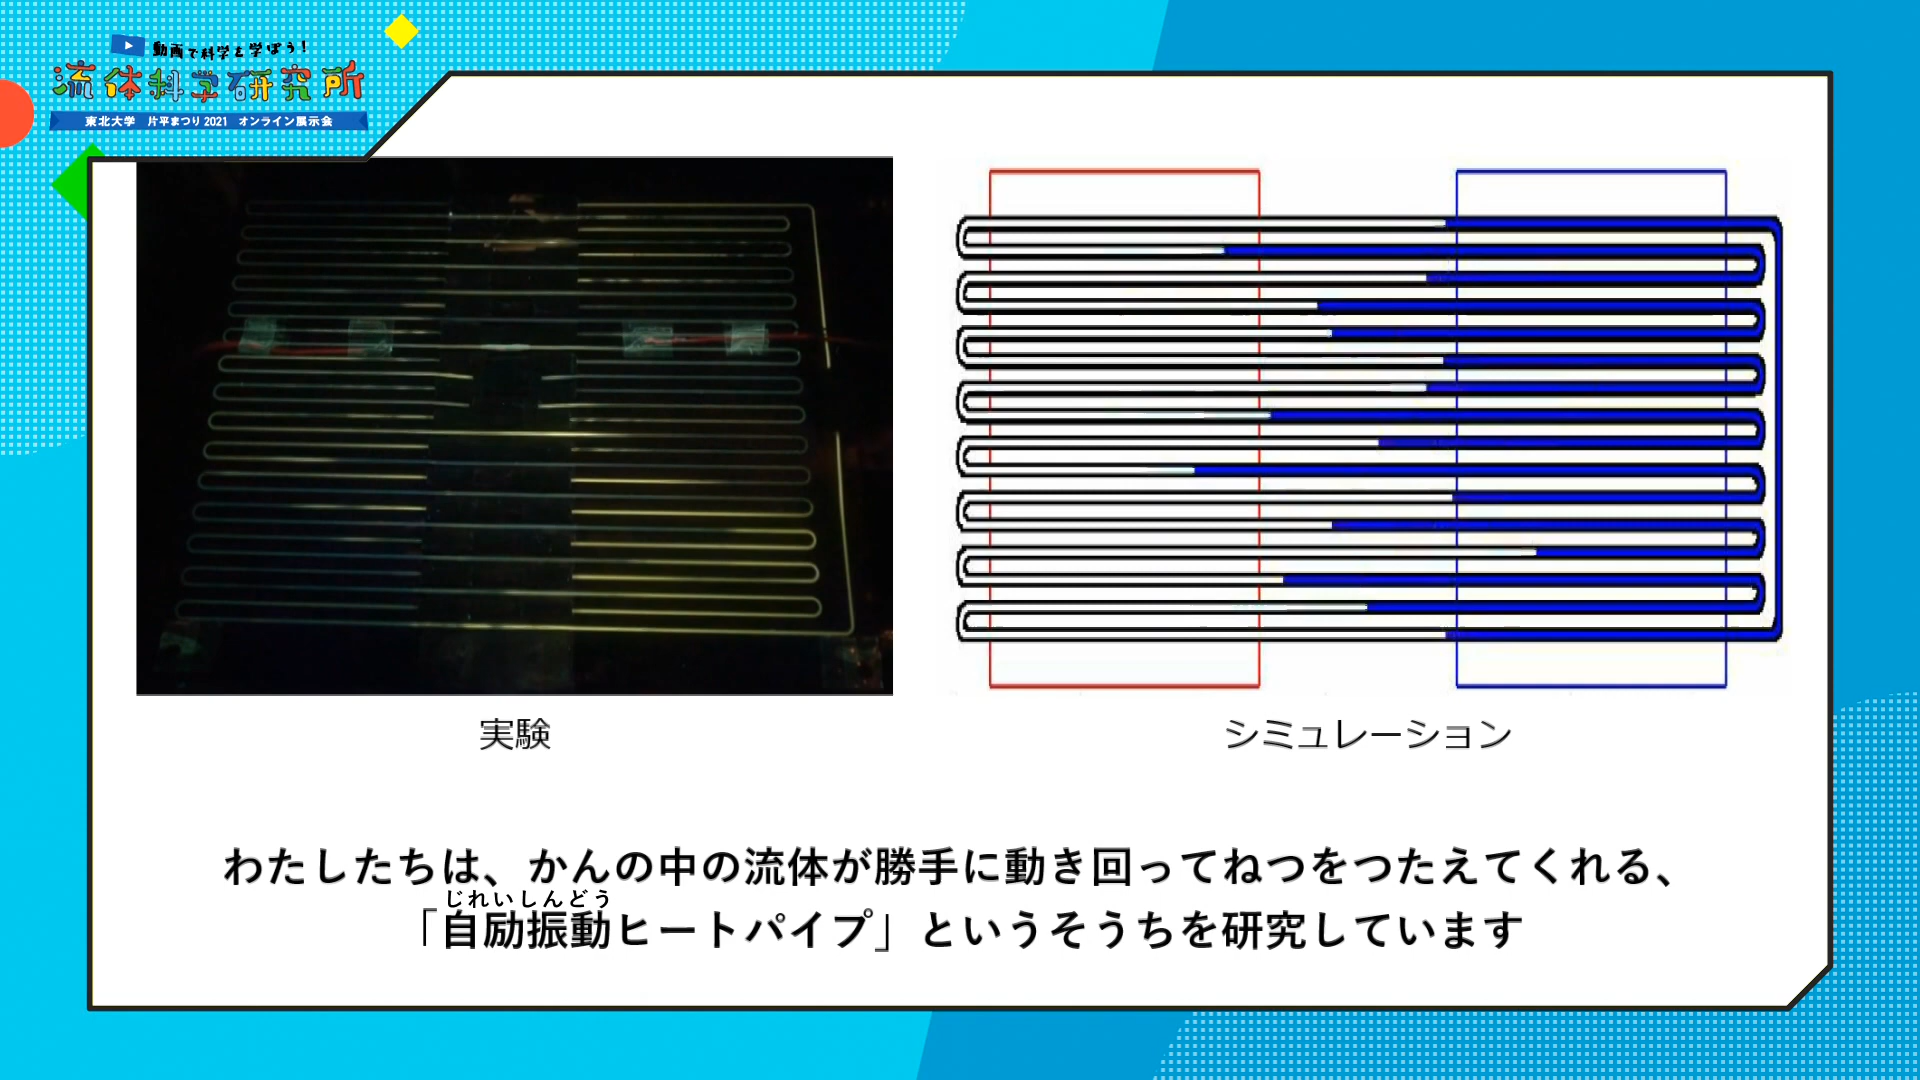 動画で科学を学ぼう！
流体科学研究所
東北大学 片平まつり2021 オンライン展示会
実験
シミュレーション
わたしたちは、かんの中の流体が勝手に動き回ってねつをつたえてくれる、
じれいしんどう
「自励振動ヒートパイプ」というそうちを研究しています